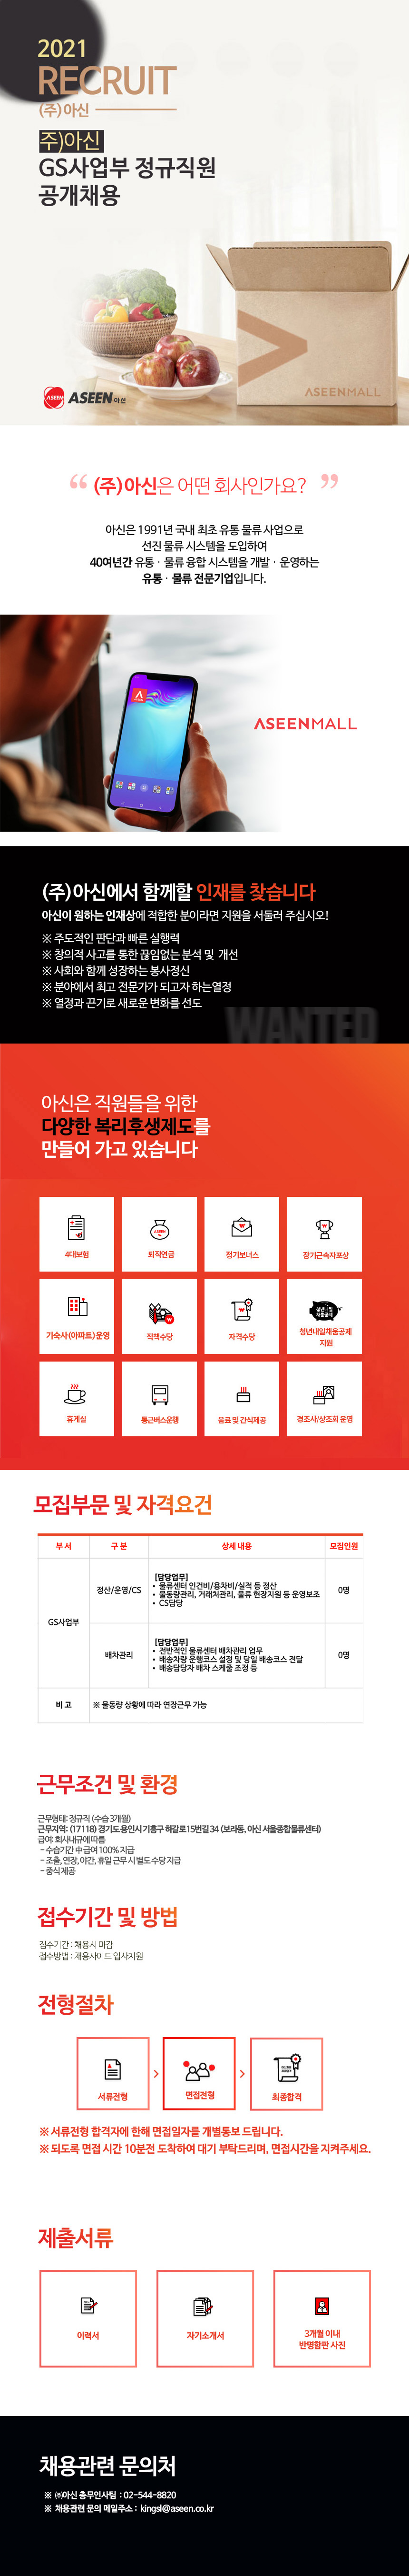 2021
RECRUIT
(주)아신
주)아신
GS사업부 정규직원
공개채용
ASEENMALL
ASEEN ASEEN 아신
“ (주)아신은 어떤 회사인가요? ”
아신은 1991년 국내 최초 유통 물류 사업으로
선진 물류 시스템을 도입하여
40여년간 유통ㆍ물류 융합 시스템을 개발ㆍ운영하는
유통ㆍ물류 전문기업입니다.
ASEENMALL
(주)아신에서 함께할 인재를 찾습니다
아신이 원하는 인재상에 적합한 분이라면 지원을 서둘러 주십시오!
※ 주도적인 판단과 빠른 실행력
※ 창의적 사고를 통한 끊임없는 분석 및 개선
※ 사회와 함께 성장하는 봉사정신
※ 분야에서 최고 전문가가 되고자 하는열정
※ 열정과 끈기로 새로운 변화를 선도
WANTED
아신은 직원들을 위한
다양한 복리후생제도를
만들어 가고 있습니다
4대보험
퇴직연금
정기보너스
장기근속자포상
기숙사(아파트)운영
직책수당
자격수당
청년내일채움공제
지원
휴게실
통근버스운행
음료 및 간식제공
경조사/상조회 운영
모집부문 및 자격요건
부 서 구 분 상세 내용 모집인원
GS사업부
정산/운영/CS
[담당업무]
• 물류센터 인건비/용차비/실적 등 정산
• 물동량관리, 거래처관리, 물류 현장지원 등 운영보조
• CS담당
0명
배차관리
[담당업무]
• 전반적인 물류센터 배차관리 업무
• 배송차량 운행코스 설정 및 당일 배송코스 전달
• 배송담당자 배차 스케줄 조정 등
0명
비 고 ※ 물동량 상황에 따라 연장근무 가능
근무조건 및 환경
근무형태: 정규직 (수습 3개월)
근무지역: (17118) 경기도 용인시 기흥구 하갈로15번길 34 (보라동, 아신 서울종합물류센터)
급여: 회사내규에 따름
- 수습기간 中 급여 100% 지급
- 조출, 연장, 야간, 휴일 근무 시 별도 수당 지급
- 중식 제공
접수기간 및 방법
접수기간 : 채용시 마감
접수방법 : 채용사이트 입사지원
전형절차
서류전형
>
면접전형
>
최종합격
※ 서류전형 합격자에 한해 면접일자를 개별통보 드립니다.
※ 되도록 면접 시간 10분전 도착하여 대기 부탁드리며, 면접시간을 지켜주세요.
제출서류
이력서
자기소개서
3개월 이내
반명함판 사진
채용관련 문의처
※ ㈜아신 총무인사팀 : 02-544-8820
※ 채용관련 문의 메일주소 : kingsl@aseen.co.kr